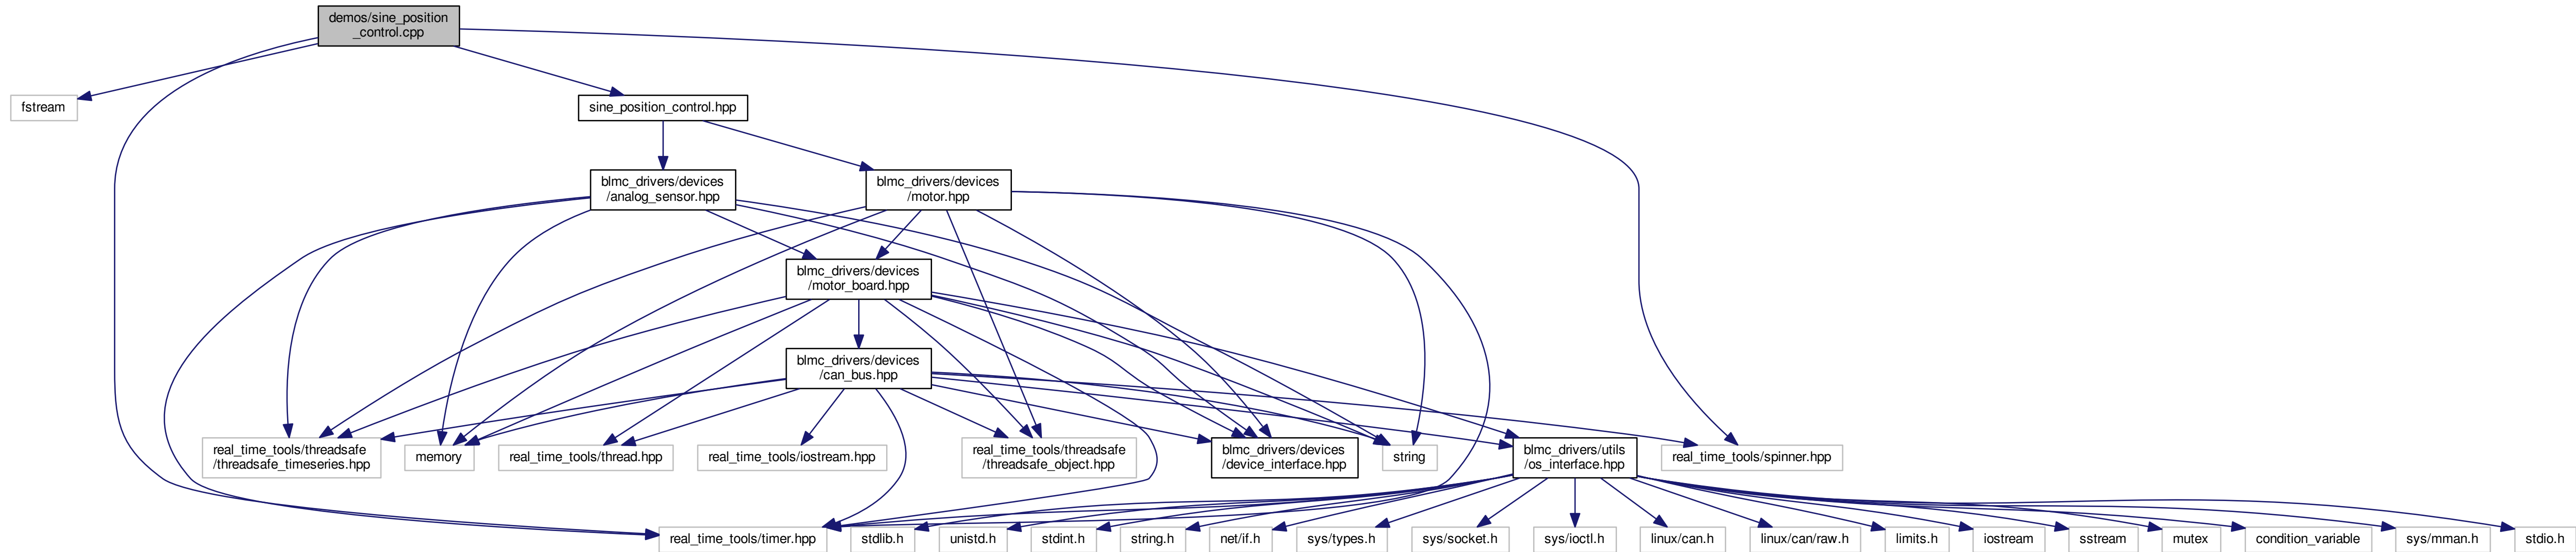 demos/sine_position
_control.cpp
fstream
sine_position_control.hpp
blmc_drivers/devices
/analog_sensor.hpp
blmc_drivers/devices
/motor.hpp
blmc_drivers/devices
/motor_board.hpp
blmc_drivers/devices
/can_bus.hpp
real_time_tools/threadsafe
/threadsafe_timeseries.hpp
memory
real_time_tools/thread.hpp
real_time_tools/iostream.hpp
real_time_tools/threadsafe
/threadsafe_object.hpp
blmc_drivers/devices
/device_interface.hpp
string
blmc_drivers/utils
/os_interface.hpp
real_time_tools/spinner.hpp
real_time_tools/timer.hpp
stdlib.h
unistd.h
stdint.h
string.h
net/if.h
sys/types.h
sys/socket.h
sys/ioctl.h
linux/can.h
linux/can/raw.h
limits.h
iostream
sstream
mutex
condition_variable
sys/mman.h
stdio.h